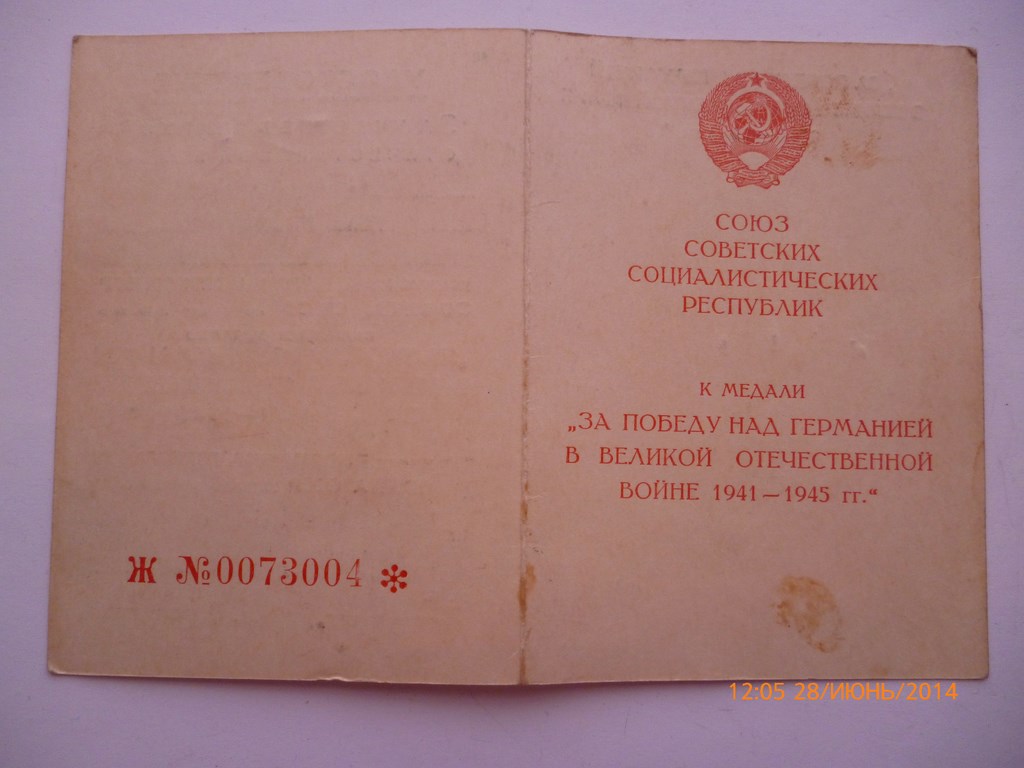 СОЮЗ
СОВЕТСКИХ
СОЦИАЛИСТИЧЕСКИХ
РЕСПУБЛИК
К МЕДАЛИ
„ЗА ПОБЕДУ НАД ГЕРМАНИЕЙ
В ВЕЛИКОЙ ОТЕЧЕСТВЕННОЙ
ВОЙНЕ 1941 — 1945 гг.“
Ж №0073004 *
12:05 28/ИЮНЬ/2014